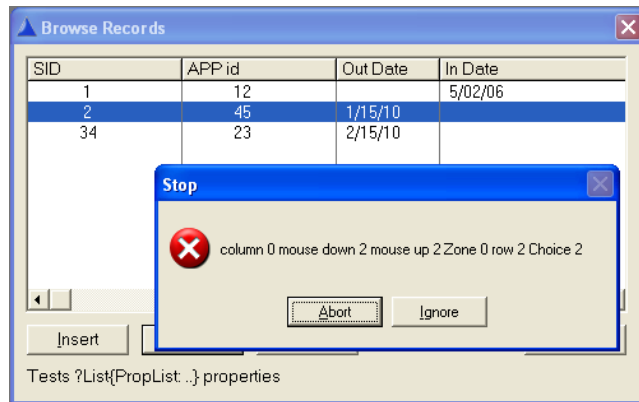 Browse Records
SID APP id Out Date In Date
1 12 5/02/06
2 45 1/15/10
34 23 2/15/10
Stop
column 0 mouse down 2 mouse up 2 Zone 0 row 2 Choice 2
Abort Ignore
Insert
Tests ?List{PropList: ..} properties